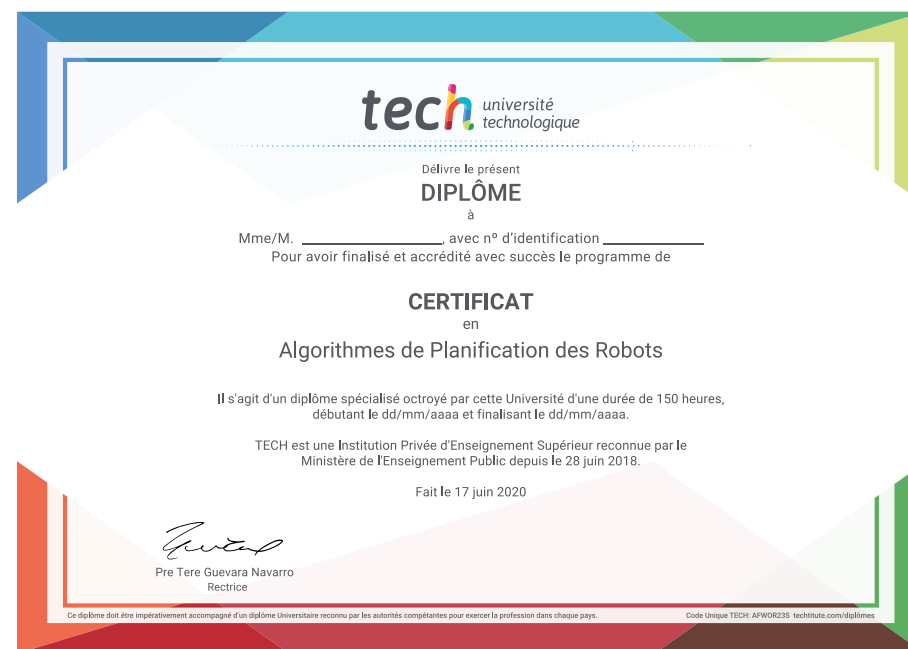 tech université
technologique
Délivre le présent
DIPLÔME
à
Mme/M. ____________________, avec nº d'identification ______________
Pour avoir finalisé et accrédité avec succès le programme de
CERTIFICAT
en
Algorithmes de Planification des Robots
Il s'agit d'un diplôme spécialisé octroyé par cette Université d'une durée de 150 heures,
débutant le dd/mm/aaaa et finalisant le dd/mm/aaaa.
TECH est une Institution Privée d'Enseignement Supérieur reconnue par le
Ministère de l'Enseignement Public depuis le 28 juin 2018.
Fait le 17 juin 2020
Pre Tere Guevara Navarro
Rectrice
Ce diplôme doit être impérativement accompagné d'un diplôme Universitaire reconnu par les autorités compétantes pour exercer la profession dans chaque pays.
Code Unique TECH: AFWOR23S techtitute.com/diplômes